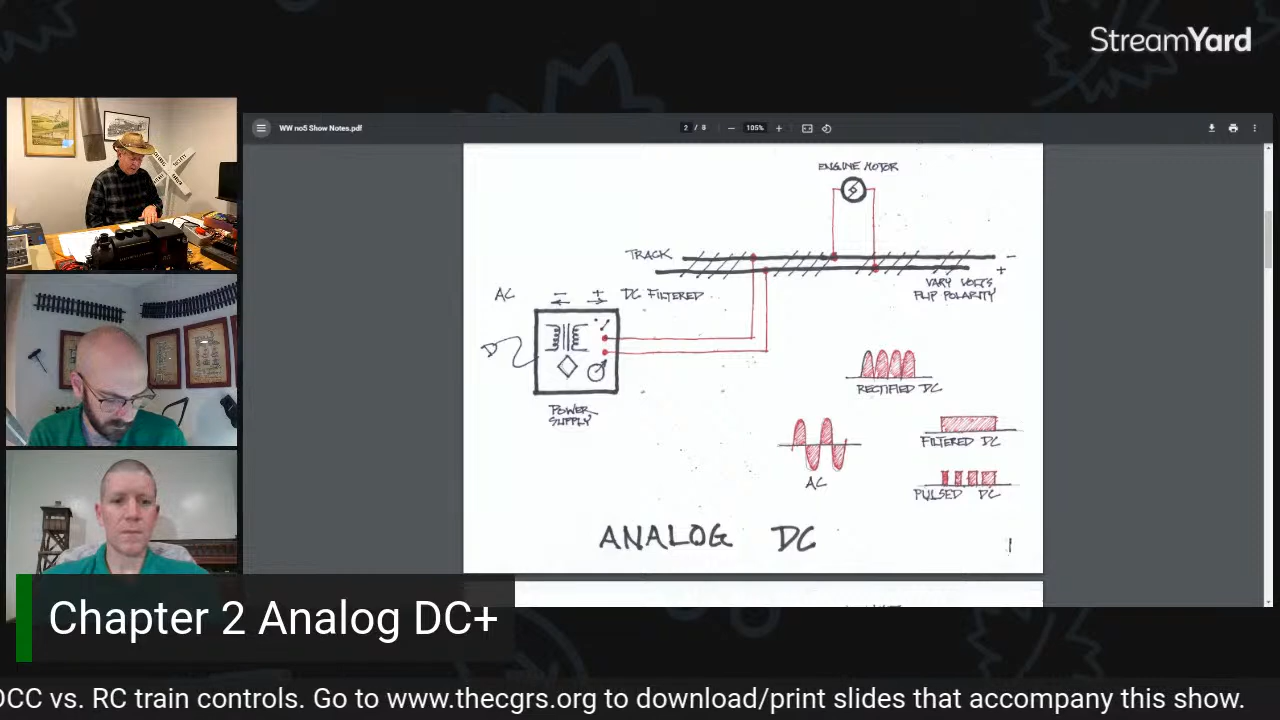 StreamYard
WW no5 Show Notes.pdf
2 / 8
105%
ENGINE MOTOR
TRACK
-
+
VARY VOLTS
FLIP POLARITY
AC
- +
DC FILTERED
POWER
SUPPLY
RECTIFIED DC
FILTERED DC
AC
PULSED DC
ANALOG DC
1
Chapter 2 Analog DC+
DCC vs. RC train controls. Go to www.thecgrs.org to download/print slides that accompany this show.